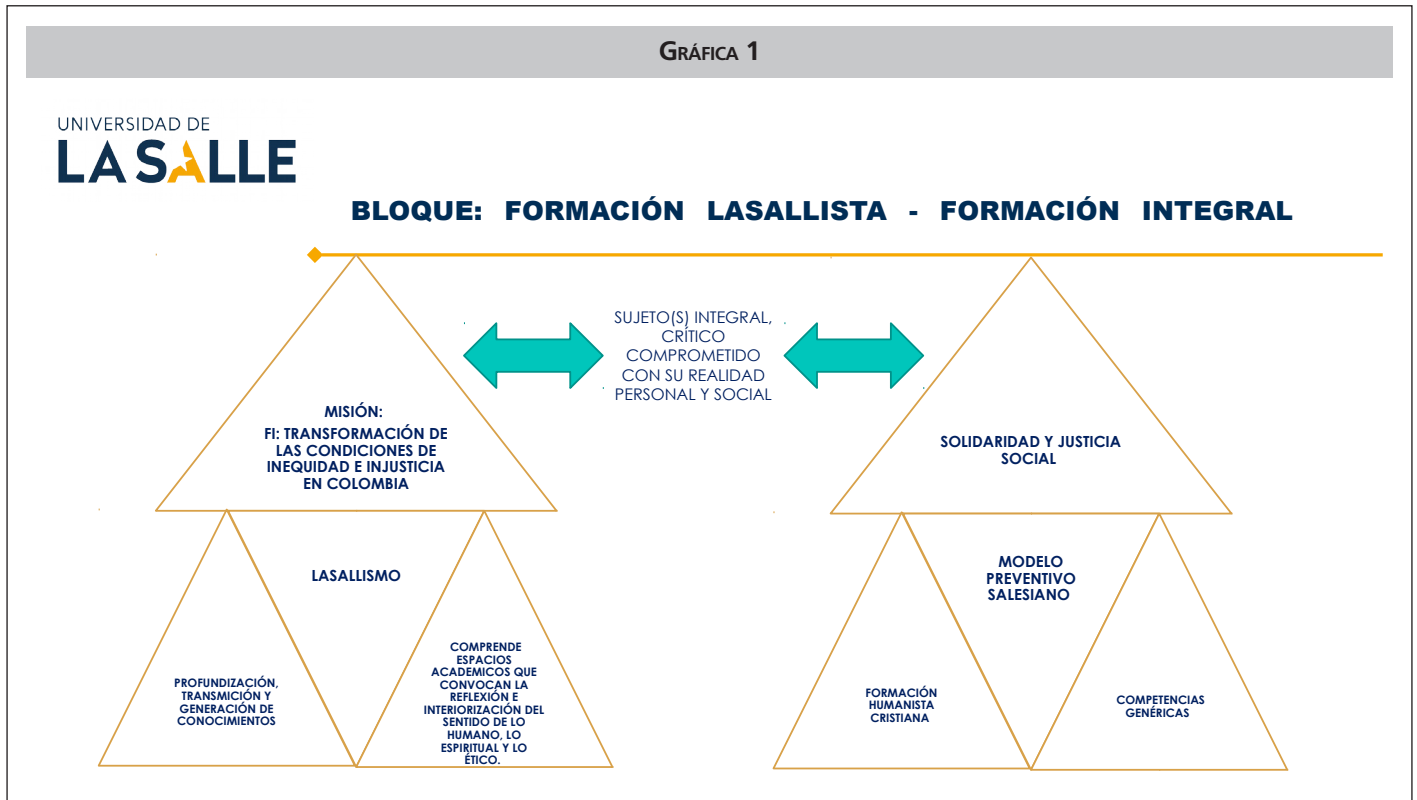 GRÁFICA 1
UNIVERSIDAD DE
LA SALLE
BLOQUE: FORMACIÓN LASALLISTA - FORMACIÓN INTEGRAL
SUJETO(S) INTEGRAL,
CRÍTICO
COMPROMETIDO
CON SU REALIDAD
PERSONAL Y SOCIAL
MISIÓN:
FI: TRANSFORMACIÓN DE
LAS CONDICIONES DE
INEQUIDAD E INJUSTICIA
EN COLOMBIA
SOLIDARIDAD Y JUSTICIA
SOCIAL
LASALLISMO
PROFUNDIZACIÓN,
TRANSMICIÓN Y
GENERACIÓN DE
CONOCIMIENTOS
COMPRENDE
ESPACIOS
ACADEMICOS QUE
CONVOCAN LA
REFLEXIÓN E
INTERIORIZACIÓN DEL
SENTIDO DE LO
HUMANO, LO
ESPIRITUAL Y LO
ÉTICO.
MODELO
PREVENTIVO
SALESIANO
FORMACIÓN
HUMANISTA
CRISTIANA
COMPETENCIAS
GENÉRICAS